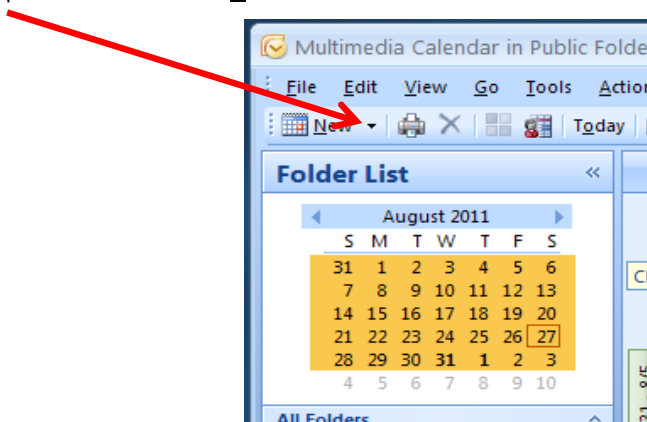 Multimedia Calendar in Public Folde
File Edit View Go Tools Action
New Today
Folder List «
August 2011
S M T W T F S
31 1 2 3 4 5 6
7 8 9 10 11 12 13
14 15 16 17 18 19 20
21 22 23 24 25 26 27
28 29 30 31 1 2 3
4 5 6 7 8 9 10
All Folders